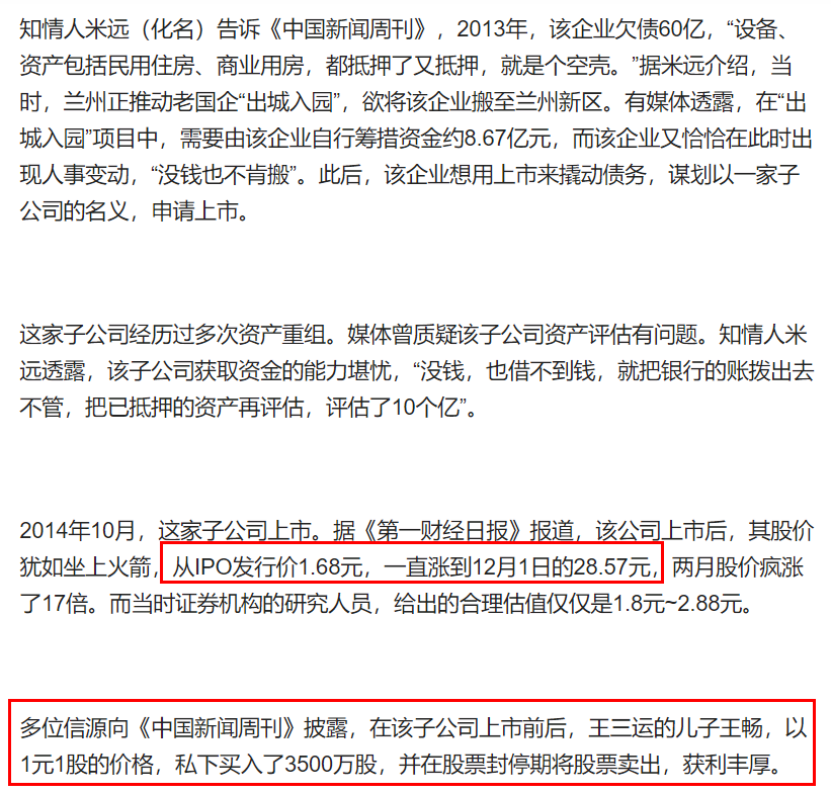 知情人米远（化名）告诉《中国新闻周刊》，2013年，该企业欠债60亿，“设备、
资产包括民用住房、商业用房，都抵押了又抵押，就是个空壳。”据米远介绍，当
时，兰州正推动老国企“出城入园”，欲将该企业搬至兰州新区。有媒体透露，在“出
城入园”项目中，需要由该企业自行筹措资金约8.67亿元，而该企业又恰恰在此时出
现人事变动，“没钱也不肯搬”。此后，该企业想用上市来撬动债务，谋划以一家子
公司的名义，申请上市。
这家子公司经历过多次资产重组。媒体曾质疑该子公司资产评估有问题。知情人米
远透露，该子公司获取资金的能力堪忧，“没钱，也借不到钱，就把银行的账拨出去
不管，把已抵押的资产再评估，评估了10个亿”。
2014年10月，这家子公司上市。据《第一财经日报》报道，该公司上市后，其股价
犹如坐上火箭，从IPO发行价1.68元，一直涨到12月1日的28.57元，两月股价疯涨
了17倍。而当时证券机构的研究人员，给出的合理估值仅仅是1.8元~2.88元。
多位信源向《中国新闻周刊》披露，在该子公司上市前后，王三运的儿子王畅，以
1元1股的价格，私下买入了3500万股，并在股票封停期将股票卖出，获利丰厚。